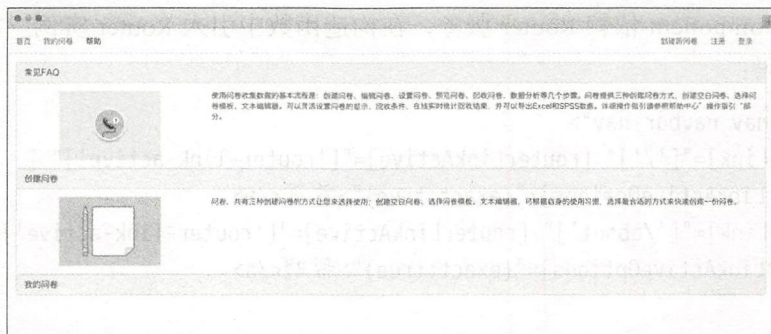 首页 我的问卷 帮助 创建新问卷 注册 登录
常见FAQ
使用问卷收集数据的基本流程是：创建问卷、编辑问卷、设置问卷、预览问卷、回收问卷、数据分析等几个步骤。问卷提供三种创建问卷方式，创建空白问卷、选择问
卷模板、文本编辑器。可以灵活设置问卷的显示、回收条件，在线实时统计回收结果，并可以导出Excel和SPSS数据。详细操作指引请参照帮助中心"操作指引"部
分。
创建问卷
问卷，共有三种创建问卷的方式让您来选择使用：创建空白问卷、选择问卷模板、文本编辑器，可根据自身的使用习惯，选择最合适的方式来快速创建一份问卷。
我的问卷